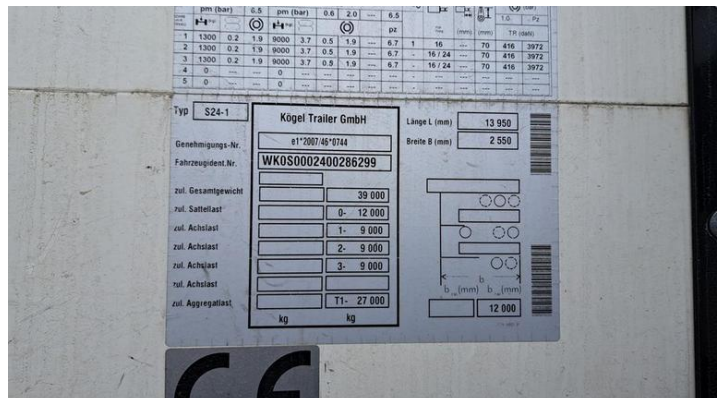 pm (bar) 6.5 pm (bar) 0.6 2.0 --- 6.5
pz (mm) (mm) TR (daN)
1 1300 0.2 1.9 9000 3.7 0.5 1.9 --- 6.7 1 16 --- 70 416 3972
2 1300 0.2 1.9 9000 3.7 0.5 1.9 --- 6.7 - 16 / 24 --- 70 416 3972
3 1300 0.2 1.9 9000 3.7 0.5 1.9 --- 6.7 - 16 / 24 --- 70 416 3972
4 0 --- --- 0 --- --- --- --- --- --- --- --- --- --- ---
5 0 --- --- 0 --- --- --- --- --- --- --- --- --- --- ---
Typ S24-1
Kögel Trailer GmbH
Länge L (mm) 13 950
Breite B (mm) 2 550
Genehmigungs-Nr. e1*2007/46*0744
Fahrzeugident.Nr. WK0S0002400286299
zul. Gesamtgewicht 39 000
zul. Sattellast 0- 12 000
zul. Achslast 1- 9 000
zul. Achslast 2- 9 000
zul. Achslast 3- 9 000
zul. Achslast
zul. Aggregatlast T1- 27 000
kg kg
b
b (mm) b (mm)
12 000
CE